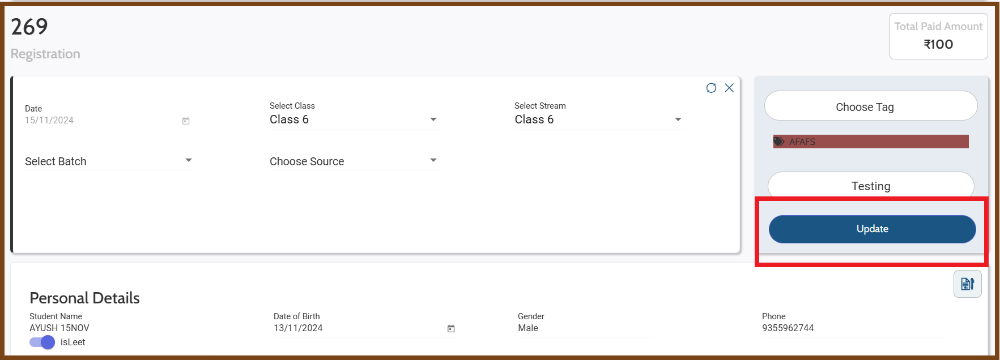 269
Registration
Total Paid Amount
₹100
Date
15/11/2024
Select Class
Class 6
Select Stream
Class 6
Select Batch
Choose Source
Choose Tag
AFAFS
Testing
Update
Personal Details
Student Name
AYUSH 15NOV
isLeet
Date of Birth
13/11/2024
Gender
Male
Phone
9355962744